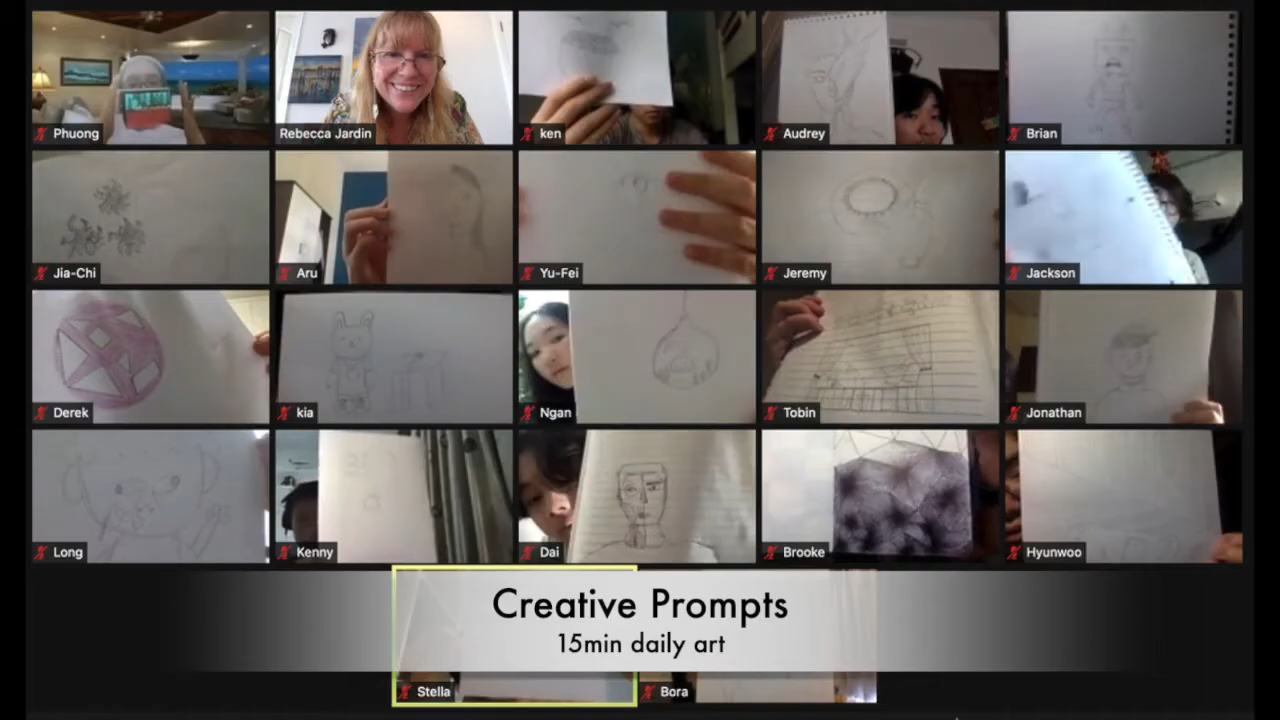 Phuong
Rebecca Jardin
ken
Audrey
Brian
Jia-Chi
Aru
Yu-Fei
Jeremy
Jackson
Derek
kia
Ngan
Tobin
Jonathan
Long
Kenny
Dai
Brooke
Hyunwoo
Creative Prompts
15min daily art
Stella
Bora